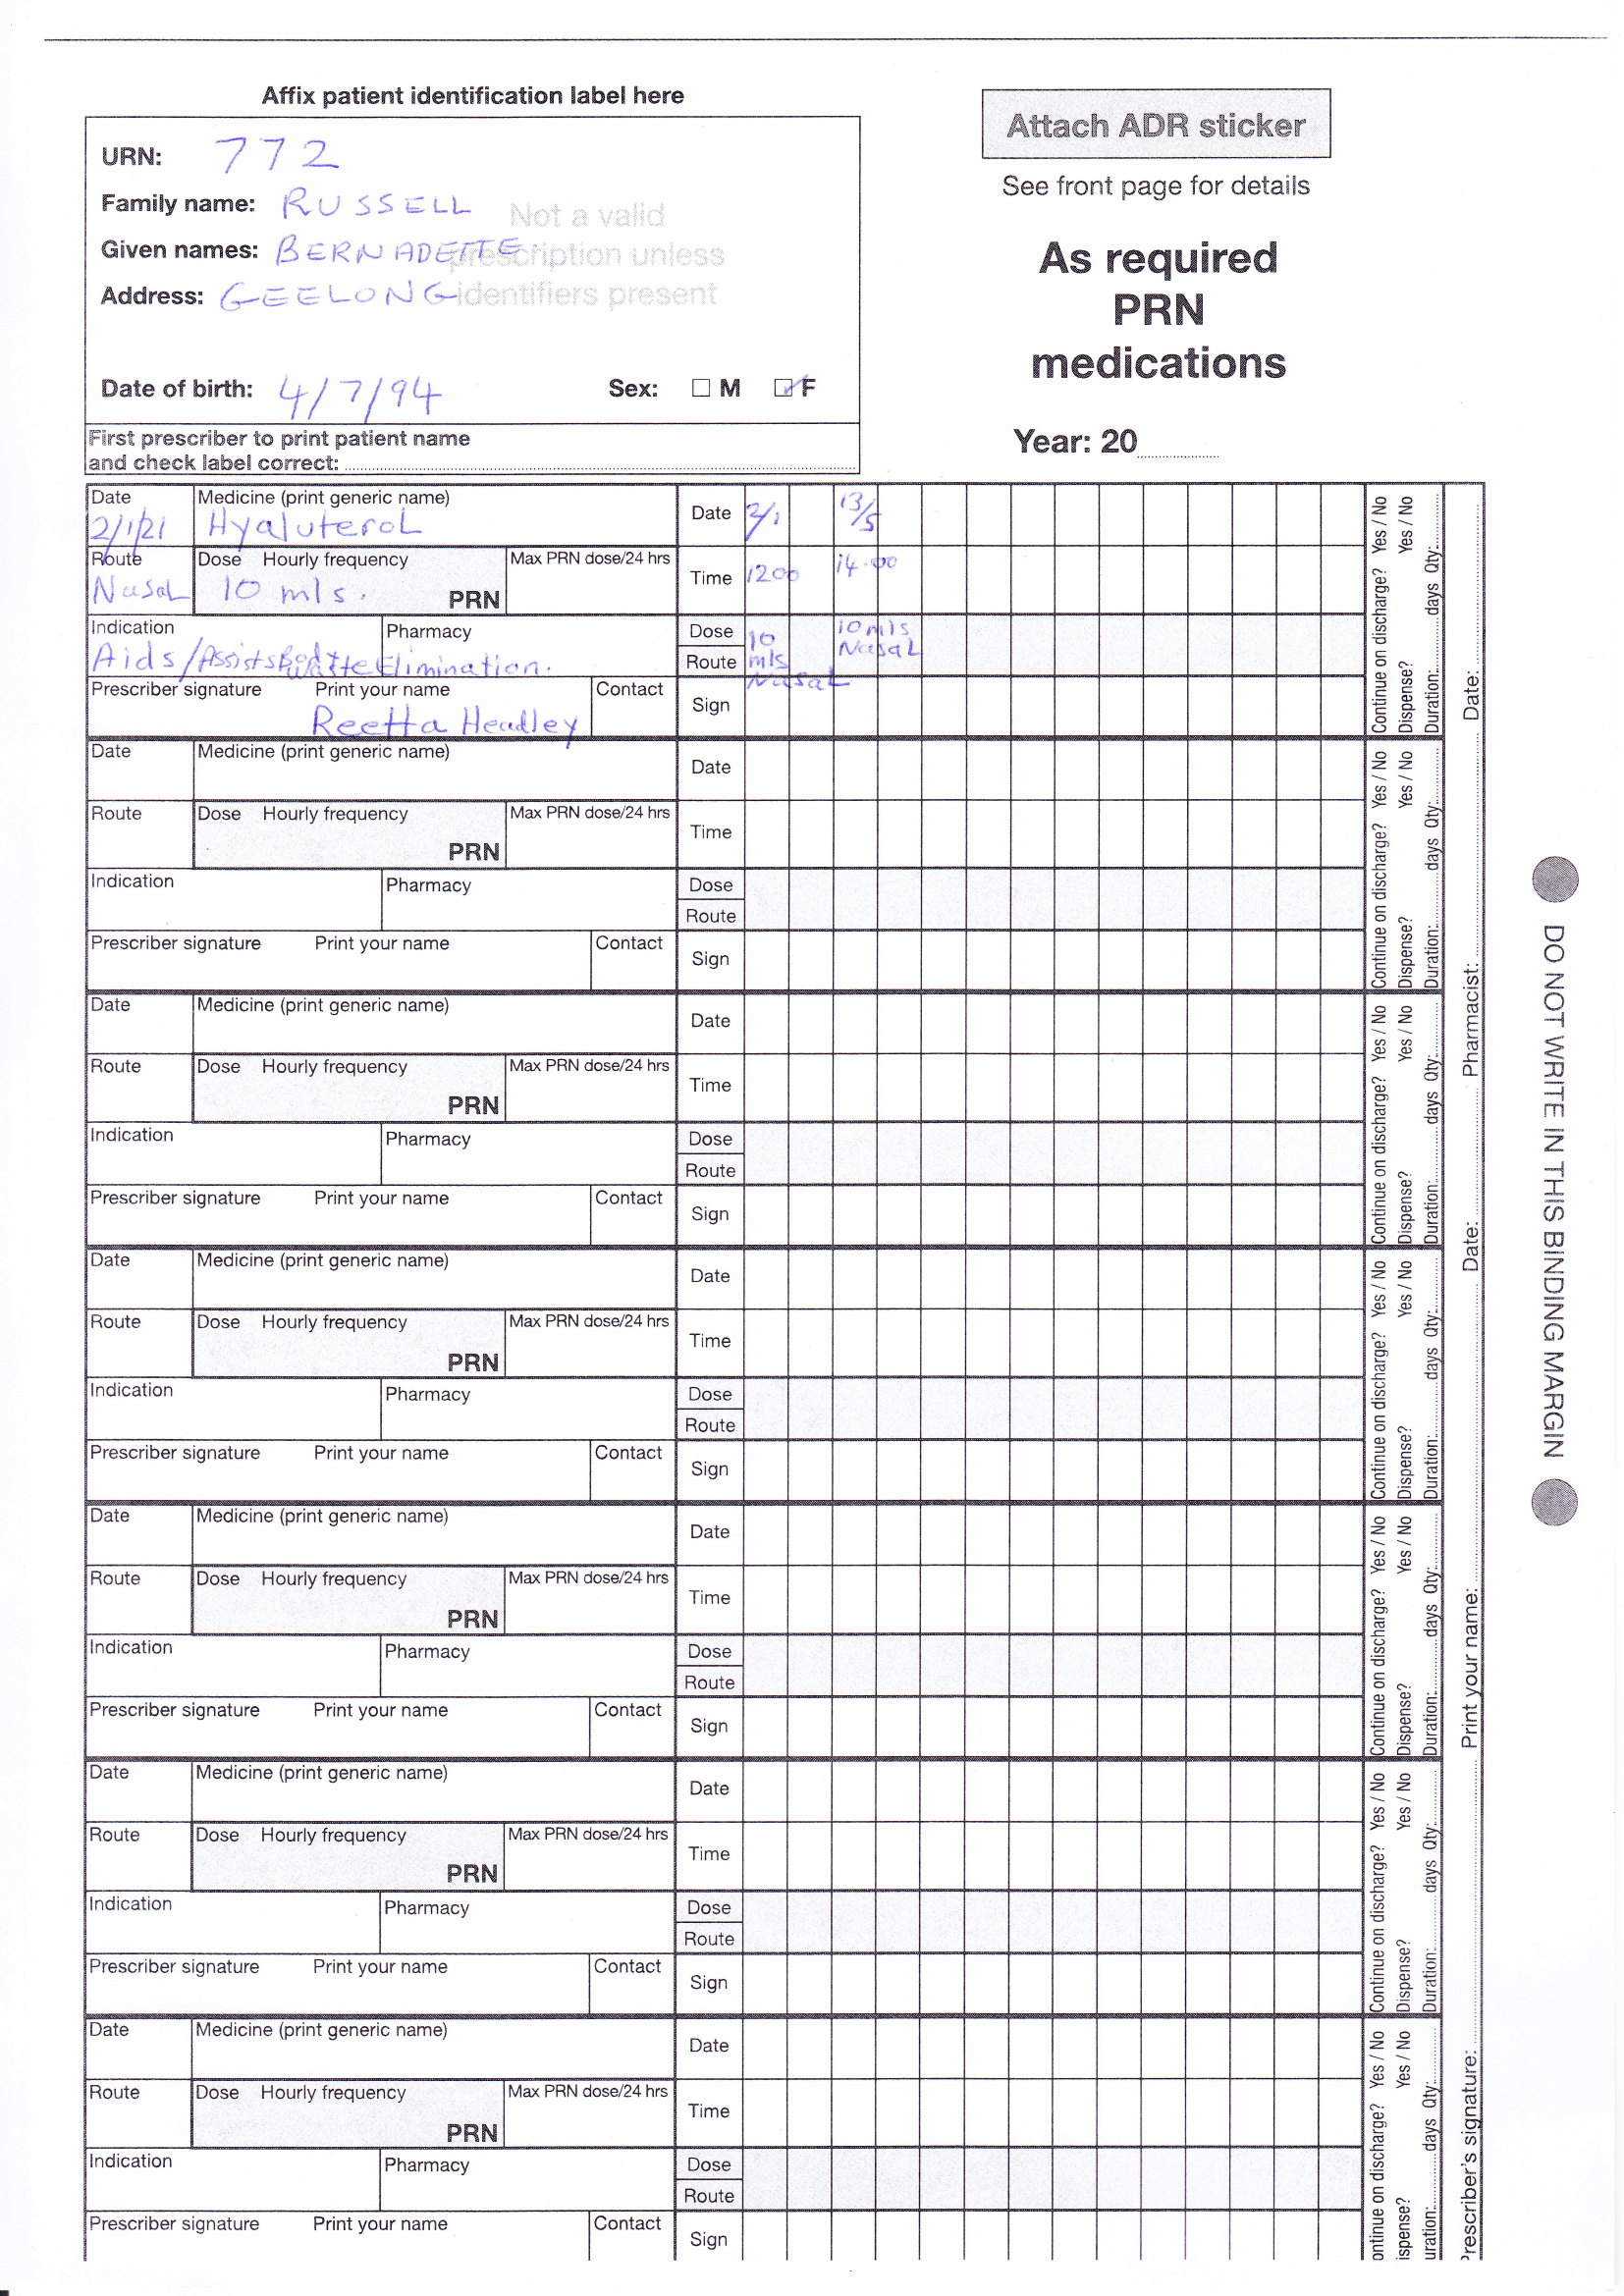 Affix patient identification label here
Attach ADR sticker
See front page for details
URN: 772
Family name: RUSSELL
Given names: BERNADETTE
Address: GEELONG
Not a valid
prescription unless
identifiers present
Date of birth: 4/7/94 Sex: ☐ M ☑ F
First prescriber to print patient name
and check label correct:
As required
PRN
medications
Year: 20
Date Medicine (print generic name) Date 2/1 13/5
2/1/21 Hyaluterol
Route Dose Hourly frequency Max PRN dose/24 hrs Time 1200 14.00
Nasal 10 mls. PRN
Indication Pharmacy Dose 10 mls Nasal 10mls Nasal
Aids/Assists Body Waste Elimination. Route
Prescriber signature Print your name Contact Sign
Reetta Headley
Continue on discharge? Yes / No
Dispense? Yes / No
Duration: days Qty:
Date Medicine (print generic name) Date
Route Dose Hourly frequency Max PRN dose/24 hrs Time
PRN
Indication Pharmacy Dose
Route
Prescriber signature Print your name Contact Sign
Continue on discharge? Yes / No
Dispense? Yes / No
Duration: days Qty:
Date Medicine (print generic name) Date
Route Dose Hourly frequency Max PRN dose/24 hrs Time
PRN
Indication Pharmacy Dose
Route
Prescriber signature Print your name Contact Sign
Continue on discharge? Yes / No
Dispense? Yes / No
Duration: days Qty:
Date Medicine (print generic name) Date
Route Dose Hourly frequency Max PRN dose/24 hrs Time
PRN
Indication Pharmacy Dose
Route
Prescriber signature Print your name Contact Sign
Continue on discharge? Yes / No
Dispense? Yes / No
Duration: days Qty:
Date Medicine (print generic name) Date
Route Dose Hourly frequency Max PRN dose/24 hrs Time
PRN
Indication Pharmacy Dose
Route
Prescriber signature Print your name Contact Sign
Continue on discharge? Yes / No
Dispense? Yes / No
Duration: days Qty:
Date Medicine (print generic name) Date
Route Dose Hourly frequency Max PRN dose/24 hrs Time
PRN
Indication Pharmacy Dose
Route
Prescriber signature Print your name Contact Sign
Continue on discharge? Yes / No
Dispense? Yes / No
Duration: days Qty:
Date Medicine (print generic name) Date
Route Dose Hourly frequency Max PRN dose/24 hrs Time
PRN
Indication Pharmacy Dose
Route
Prescriber signature Print your name Contact Sign
ontinue on discharge? Yes / No
ispense? Yes / No
uration: days Qty:
Prescriber's signature: Print your name: Date: Pharmacist: Date:
DO NOT WRITE IN THIS BINDING MARGIN